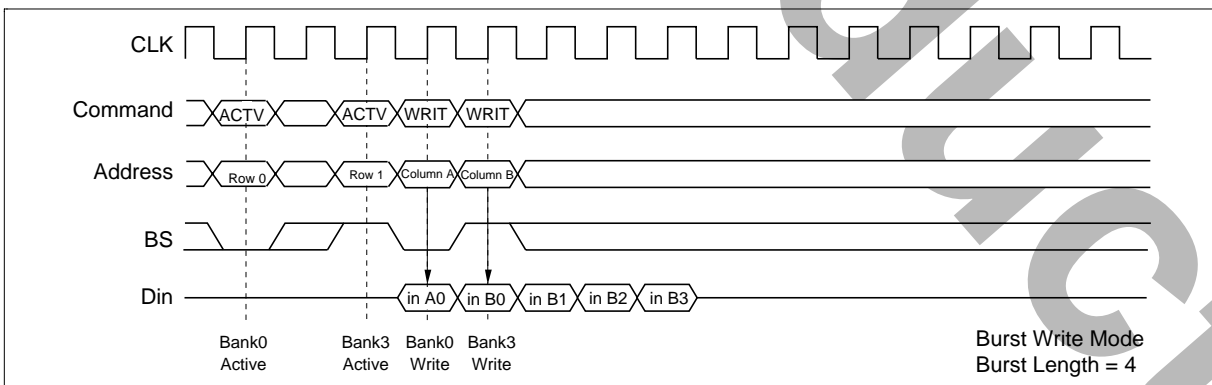 CLK
Command ACTV ACTV WRIT WRIT
Address Row 0 Row 1 Column A Column B
BS
Din in A0 in B0 in B1 in B2 in B3
Bank0 Active
Bank3 Active
Bank0 Write
Bank3 Write
Burst Write Mode
Burst Length = 4